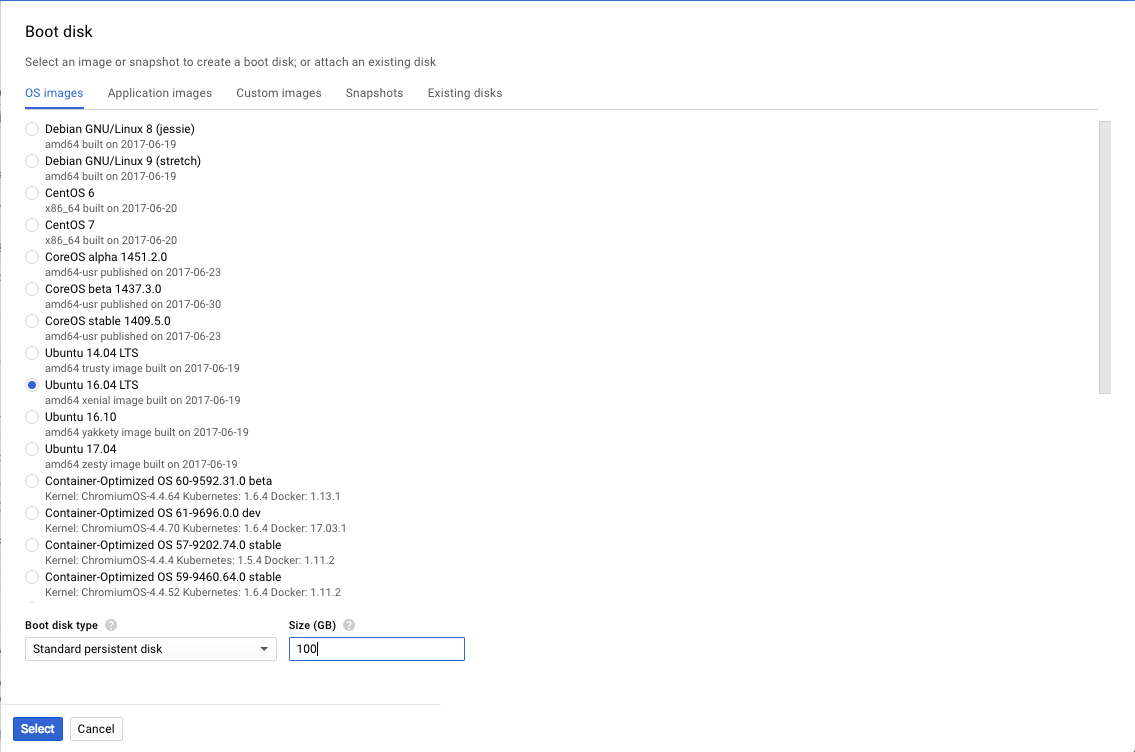 Boot disk
Select an image or snapshot to create a boot disk; or attach an existing disk
OS images Application images Custom images Snapshots Existing disks
Debian GNU/Linux 8 (jessie)
amd64 built on 2017-06-19
Debian GNU/Linux 9 (stretch)
amd64 built on 2017-06-19
CentOS 6
x86_64 built on 2017-06-20
CentOS 7
x86_64 built on 2017-06-20
CoreOS alpha 1451.2.0
amd64-usr published on 2017-06-23
CoreOS beta 1437.3.0
amd64-usr published on 2017-06-30
CoreOS stable 1409.5.0
amd64-usr published on 2017-06-23
Ubuntu 14.04 LTS
amd64 trusty image built on 2017-06-19
Ubuntu 16.04 LTS
amd64 xenial image built on 2017-06-19
Ubuntu 16.10
amd64 yakkety image built on 2017-06-19
Ubuntu 17.04
amd64 zesty image built on 2017-06-19
Container-Optimized OS 60-9592.31.0 beta
Kernel: ChromiumOS-4.4.64 Kubernetes: 1.6.4 Docker: 1.13.1
Container-Optimized OS 61-9696.0.0 dev
Kernel: ChromiumOS-4.4.70 Kubernetes: 1.6.4 Docker: 17.03.1
Container-Optimized OS 57-9202.74.0 stable
Kernel: ChromiumOS-4.4.4 Kubernetes: 1.5.4 Docker: 1.11.2
Container-Optimized OS 59-9460.64.0 stable
Kernel: ChromiumOS-4.4.52 Kubernetes: 1.6.4 Docker: 1.11.2
Boot disk type ? Size (GB) ?
Standard persistent disk 100
Select Cancel